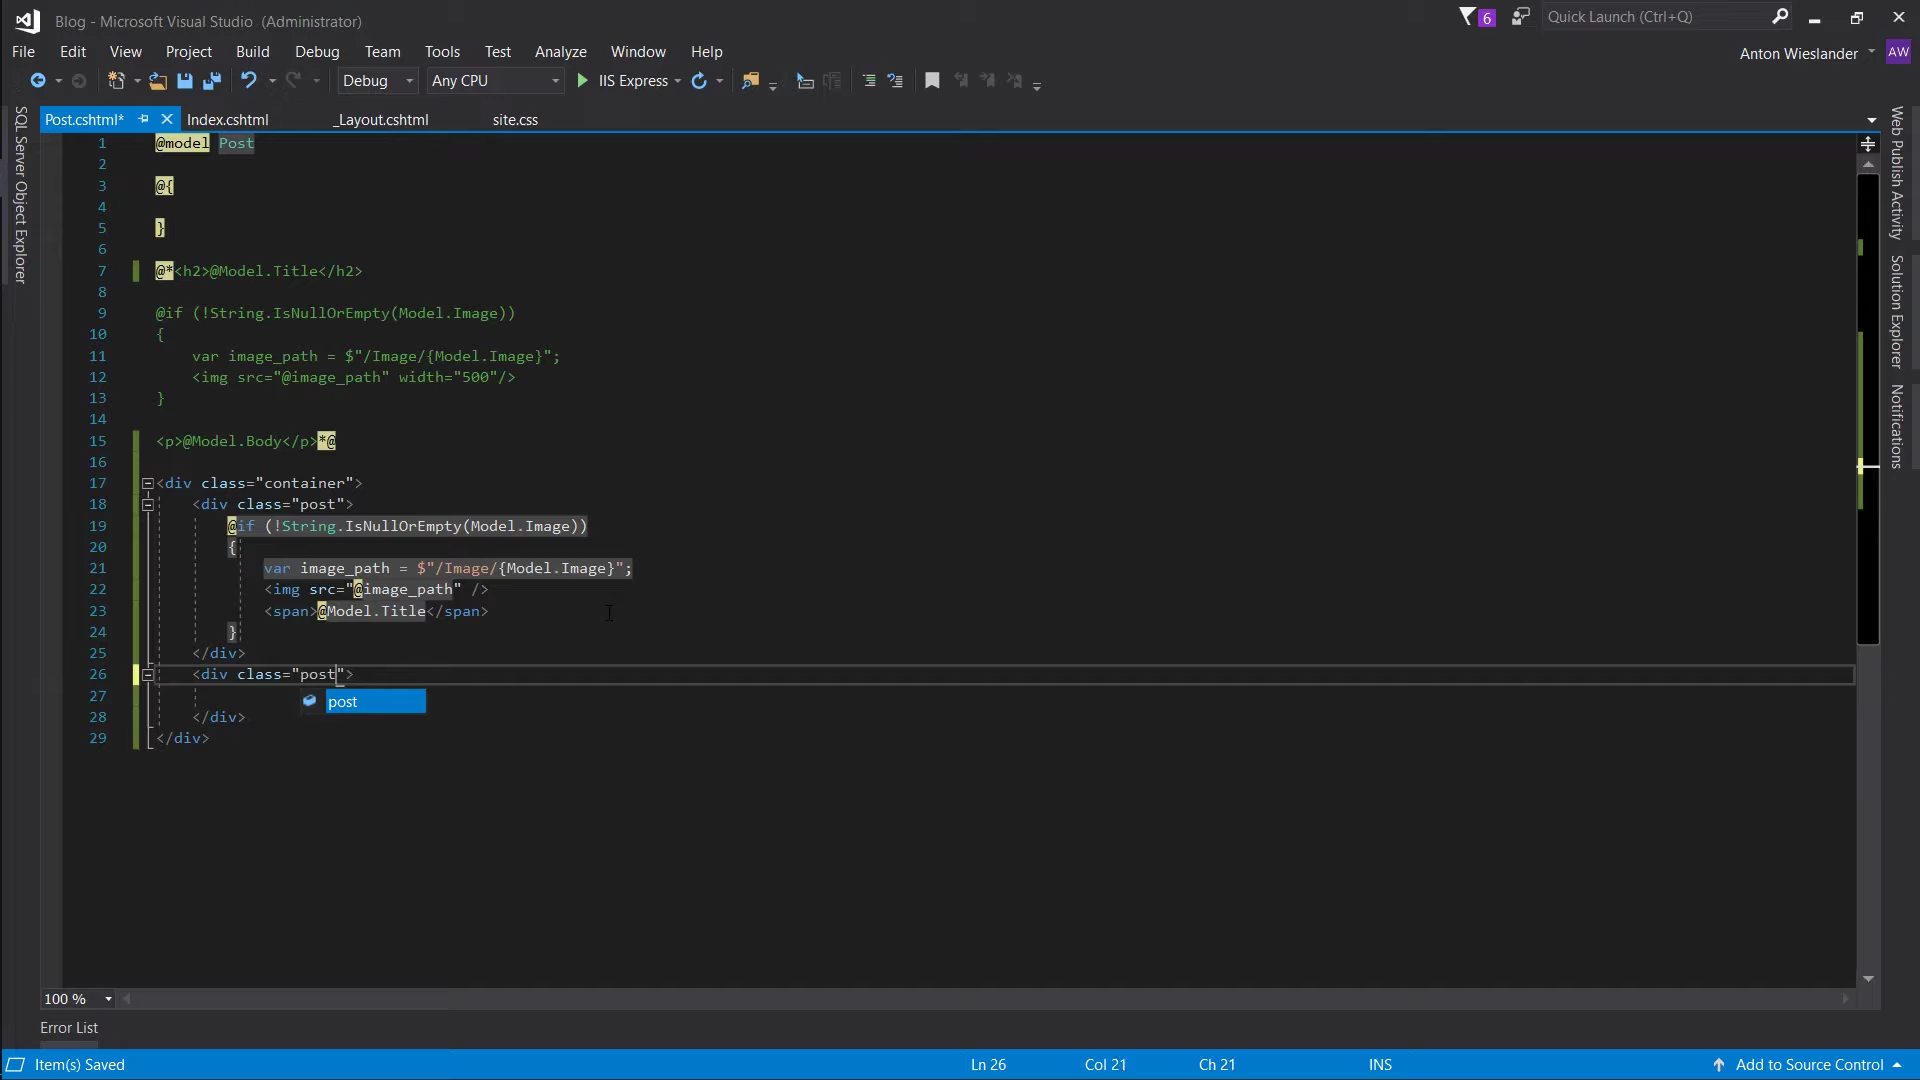 Blog - Microsoft Visual Studio (Administrator)
6
Quick Launch (Ctrl+Q)
File Edit View Project Build Debug Team Tools Test Analyze Window Help
Anton Wieslander AW
Debug Any CPU IIS Express
Post.cshtml* Index.cshtml _Layout.cshtml site.css
SQL Server Object Explorer
Web Publish Activity
Solution Explorer
Notifications
1 @model Post
2
3 @{
4
5 }
6
7 @*<h2>@Model.Title</h2>
8
9 @if (!String.IsNullOrEmpty(Model.Image))
10 {
11 var image_path = $"/Image/{Model.Image}";
12 <img src="@image_path" width="500"/>
13 }
14
15 <p>@Model.Body</p>*@
16
17 <div class="container">
18 <div class="post">
19 @if (!String.IsNullOrEmpty(Model.Image))
20 {
21 var image_path = $"/Image/{Model.Image}";
22 <img src="@image_path" />
23 <span>@Model.Title</span>
24 }
25 </div>
26 <div class="post">
27 post
28 </div>
29 </div>
100 %
Error List
Item(s) Saved Ln 26 Col 21 Ch 21 INS Add to Source Control